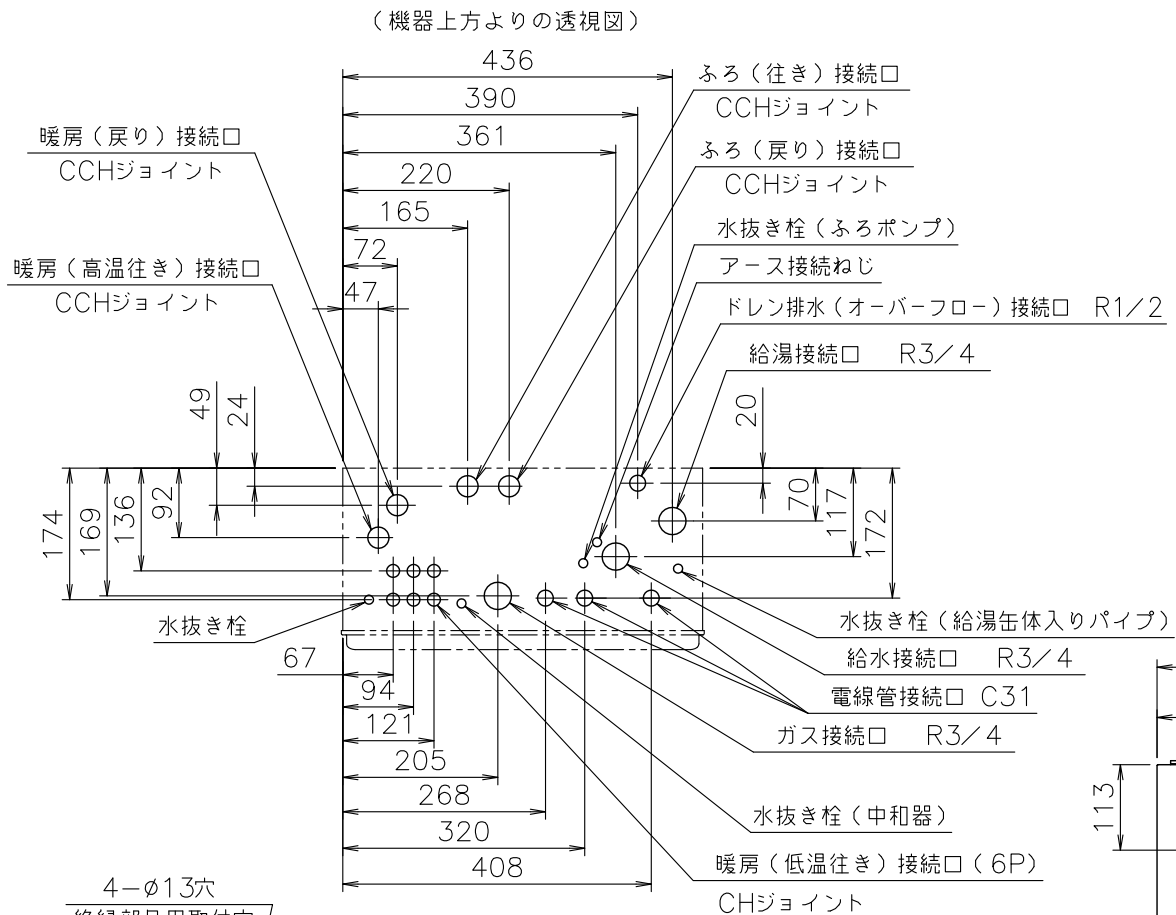 （機器上方よりの透視図）
436
ふろ（往き）接続口
390
CCHジョイント
暖房（戻り）接続口
361
ふろ（戻り）接続口
CCHジョイント
220
CCHジョイント
165
水抜き栓（ふろポンプ）
72
アース接続ねじ
暖房（高温往き）接続口
47
CCHジョイント
ドレン排水（オーバーフロー）接続口 R1/2
給湯接続口 R3/4
49
24
20
174
169
136
92
70
117
172
水抜き栓
水抜き栓（給湯缶体入りパイプ）
67
給水接続口 R3/4
94
電線管接続口 C31
121
ガス接続口 R3/4
205
268
113
水抜き栓（中和器）
320
暖房（低温往き）接続口（6P）
408
CHジョイント
4-φ13穴